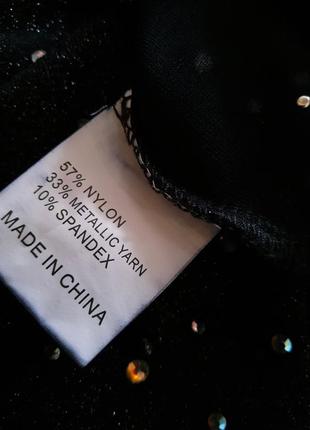 57% NYLON
33% METALLIC YARN
10% SPANDEX
MADE IN CHINA